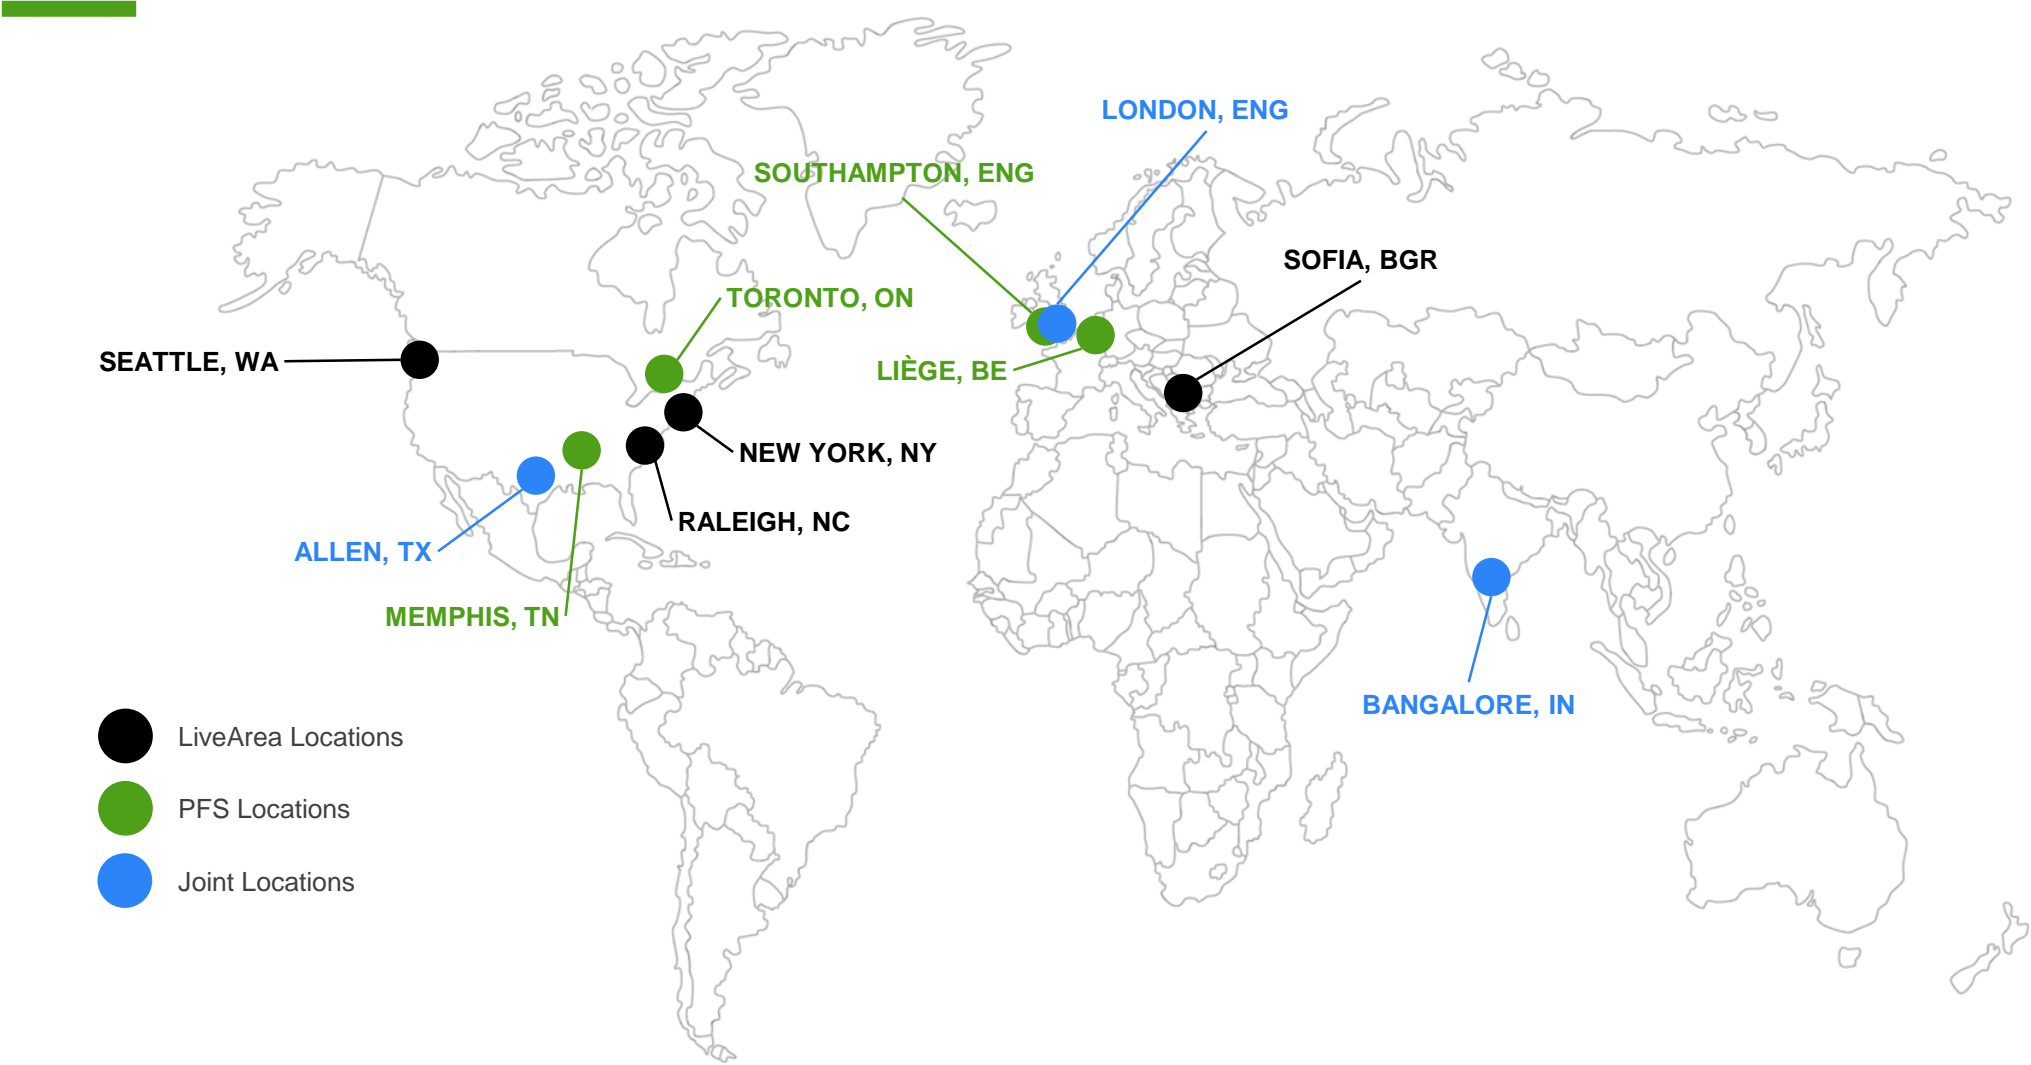 LONDON, ENG
SOUTHAMPTON, ENG
SOFIA, BGR
TORONTO, ON
SEATTLE, WA
LIÈGE, BE
NEW YORK, NY
RALEIGH, NC
ALLEN, TX
MEMPHIS, TN
BANGALORE, IN
LiveArea Locations
PFS Locations
Joint Locations